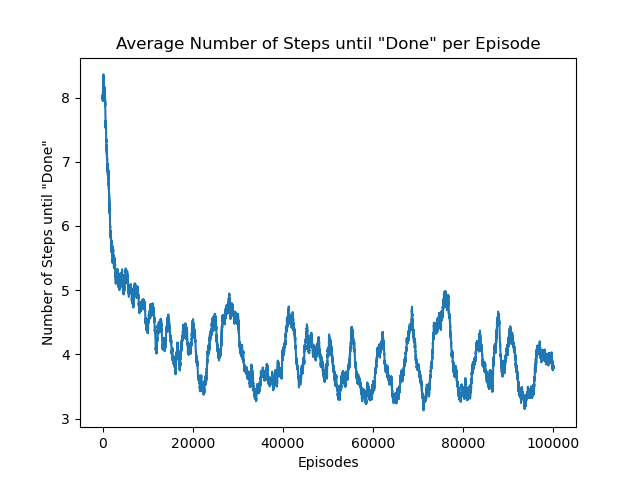 Average Number of Steps until "Done" per Episode
Number of Steps until "Done"
8
7
6
5
4
3
0 20000 40000 60000 80000 100000
Episodes